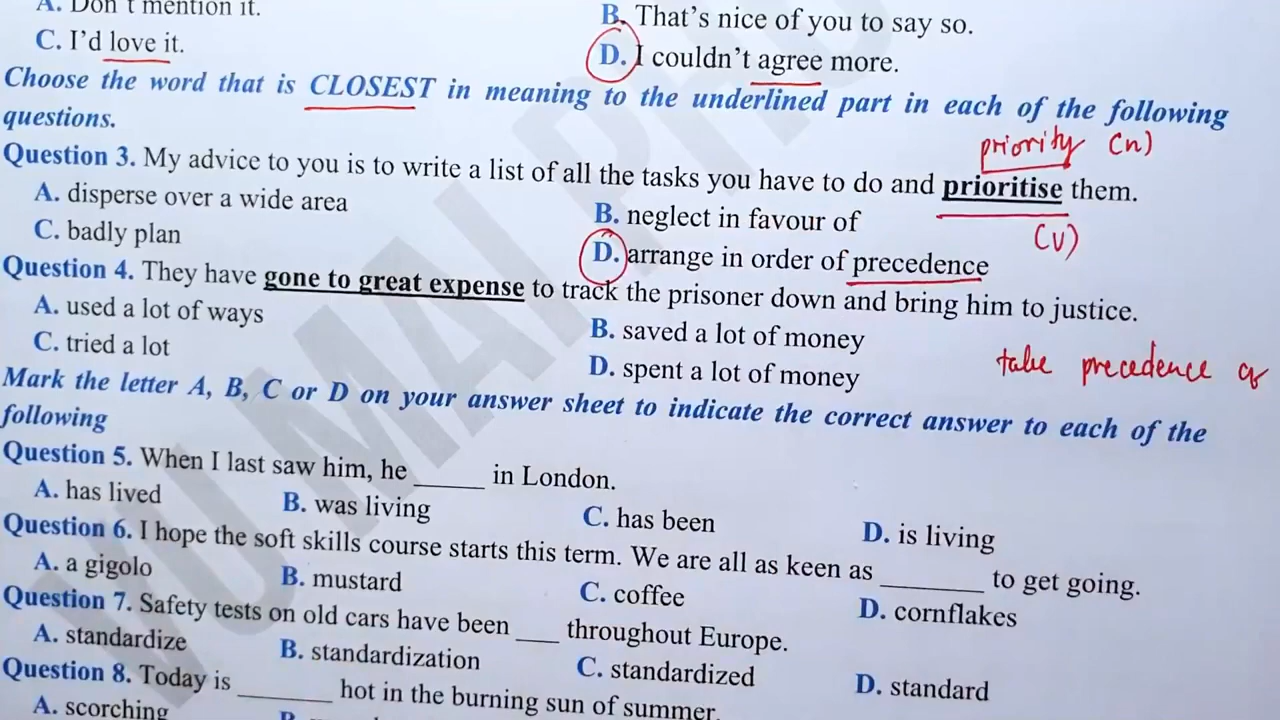 A. Don't mention it.
B. That's nice of you to say so.
C. I'd love it.
D. I couldn't agree more.
Choose the word that is CLOSEST in meaning to the underlined part in each of the following
questions.
priority (n)
Question 3. My advice to you is to write a list of all the tasks you have to do and prioritise them.
(v)
A. disperse over a wide area
B. neglect in favour of
C. badly plan
D. arrange in order of precedence
Question 4. They have gone to great expense to track the prisoner down and bring him to justice.
A. used a lot of ways
B. saved a lot of money
C. tried a lot
D. spent a lot of money
take precedence
Mark the letter A, B, C or D on your answer sheet to indicate the correct answer to each of the
following
Question 5. When I last saw him, he _____ in London.
A. has lived
B. was living
C. has been
D. is living
Question 6. I hope the soft skills course starts this term. We are all as keen as _______ to get going.
A. a gigolo
B. mustard
C. coffee
D. cornflakes
Question 7. Safety tests on old cars have been ___ throughout Europe.
A. standardize
B. standardization
C. standardized
D. standard
Question 8. Today is ______ hot in the burning sun of summer.
A. scorching
VU MAI PH